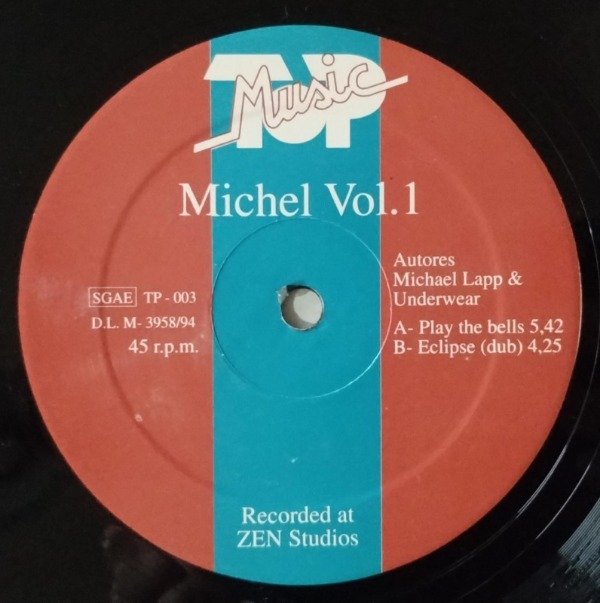 TOP
Music
Michel Vol.1
SGAE TP - 003
D.L. M- 3958/94
45 r.p.m.
Autores
Michael Lapp &
Underwear
A- Play the bells 5,42
B- Eclipse (dub) 4,25
Recorded at
ZEN Studios